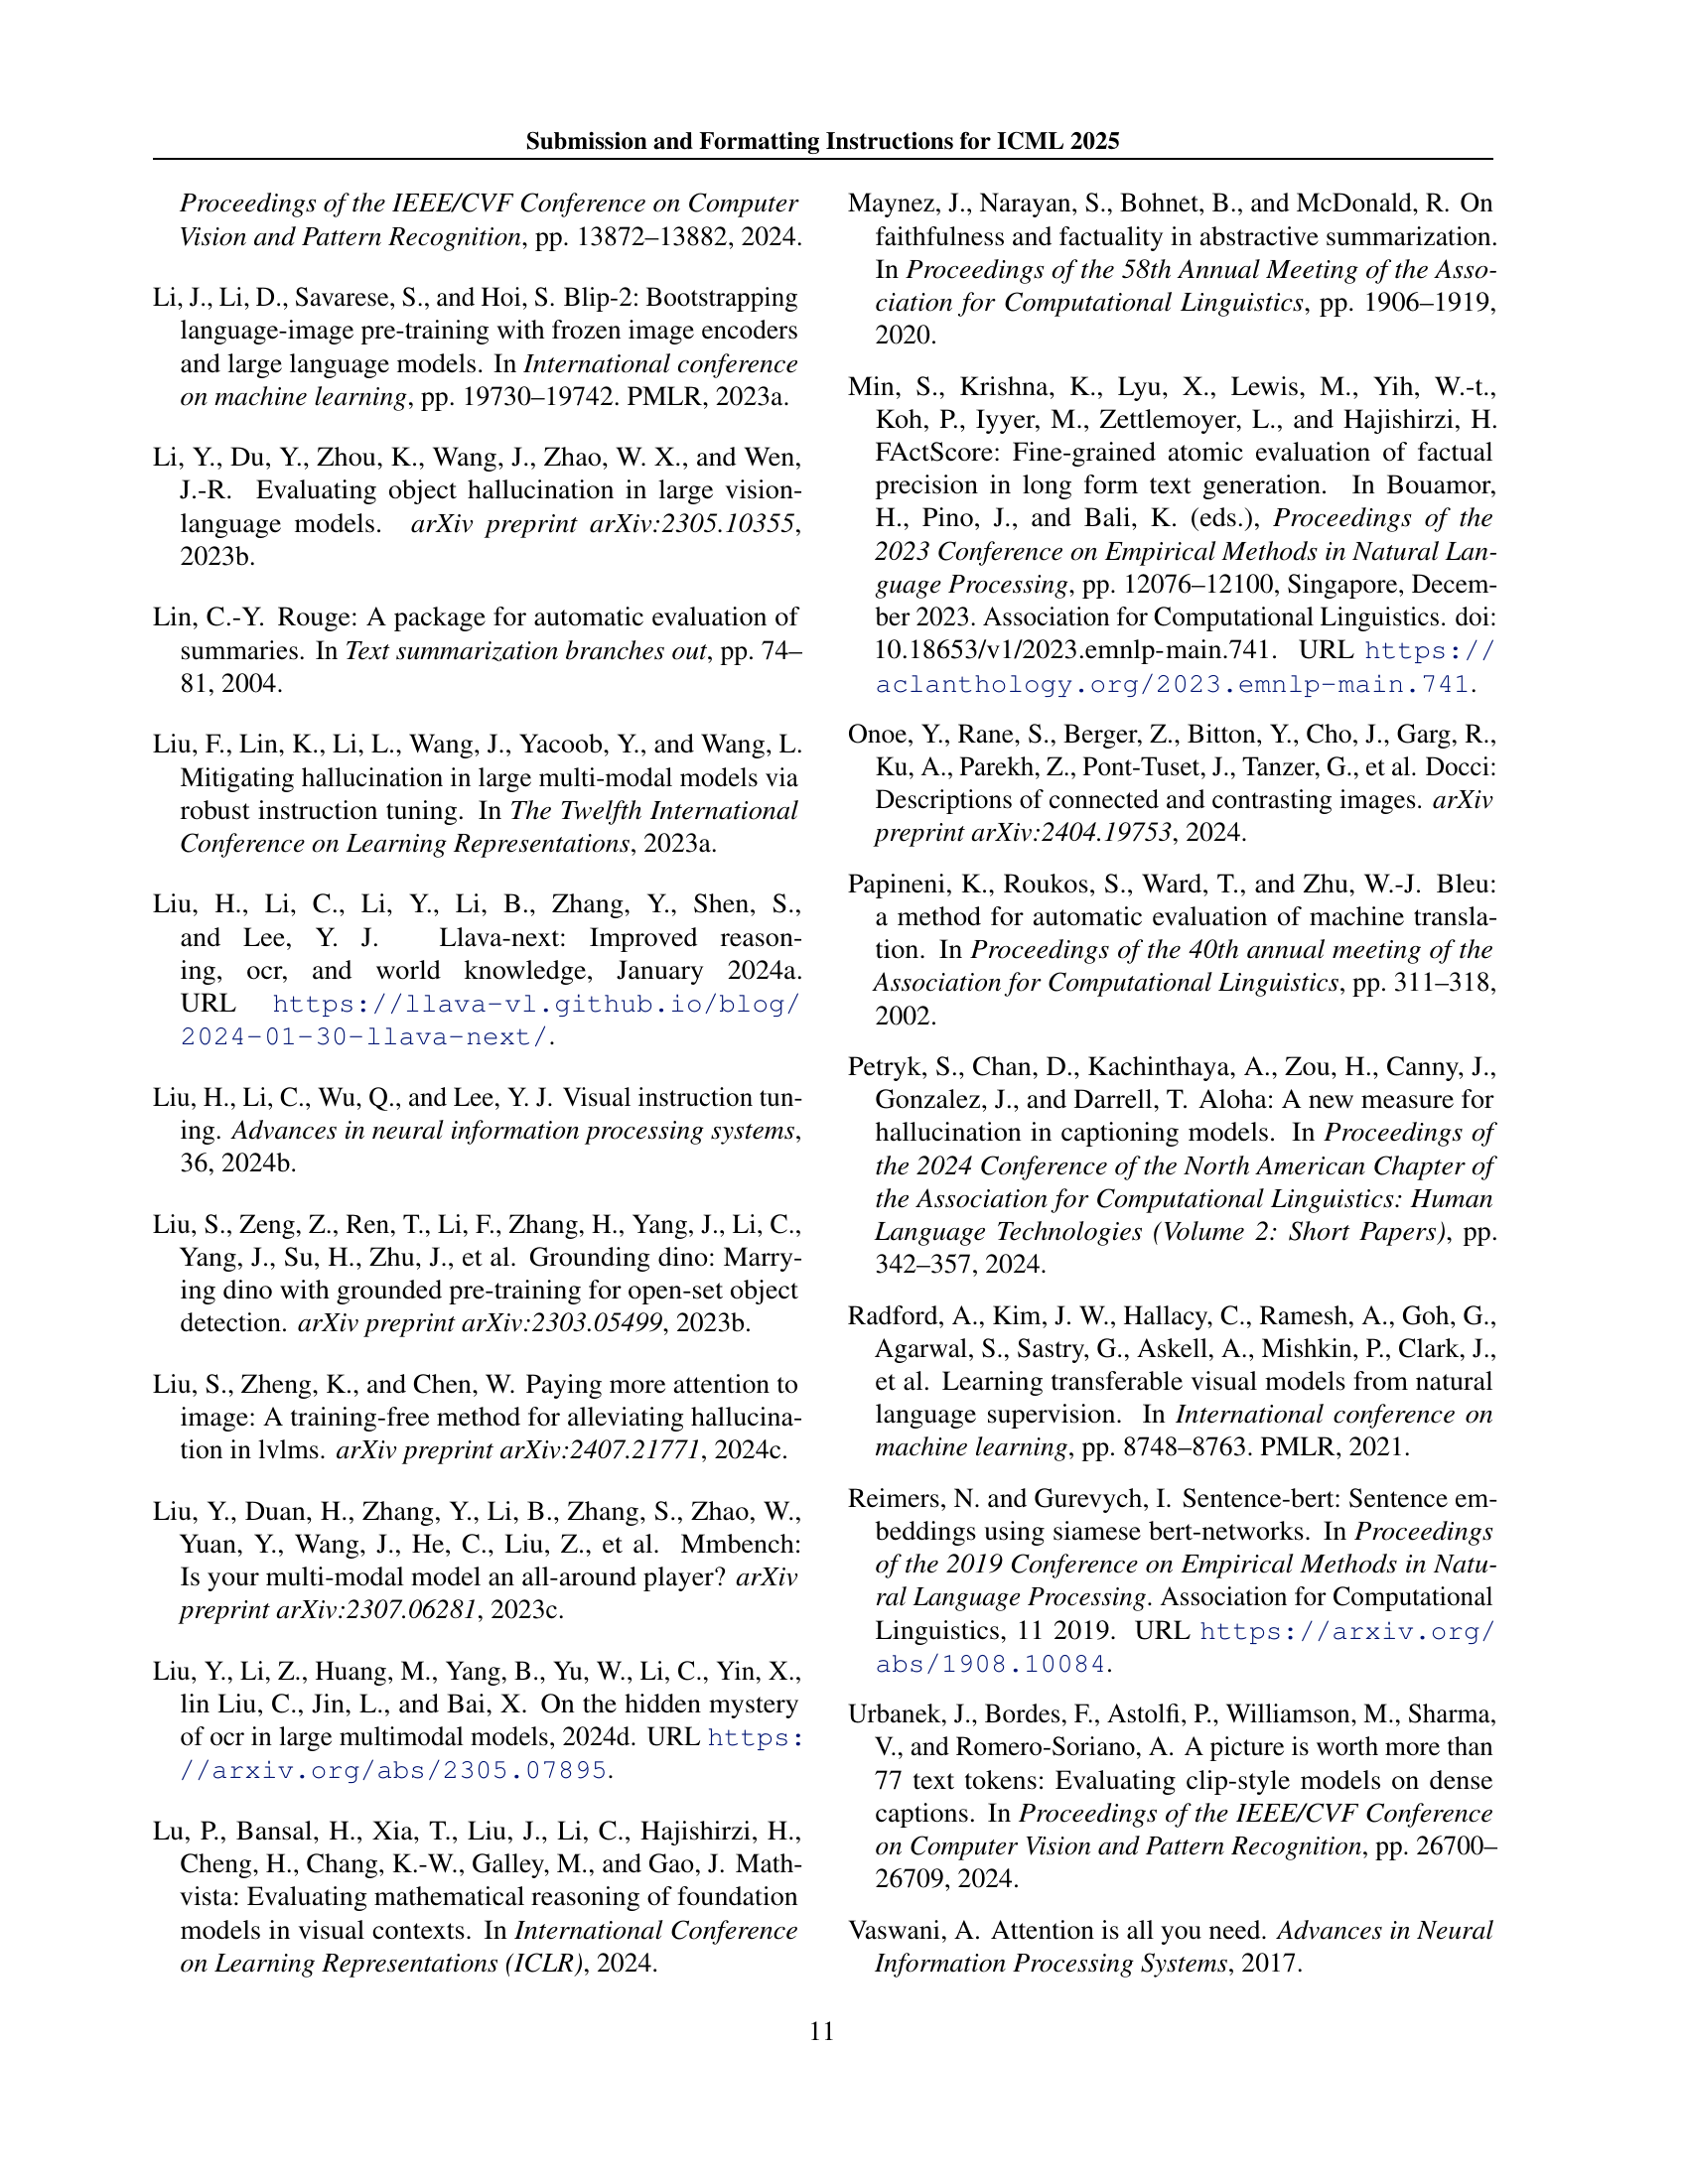 Submission and Formatting Instructions for ICML 2025
Proceedings of the IEEE/CVF Conference on Computer
Vision and Pattern Recognition, pp. 13872–13882, 2024.
Li, J., Li, D., Savarese, S., and Hoi, S. Blip-2: Bootstrapping
language-image pre-training with frozen image encoders
and large language models. In International conference
on machine learning, pp. 19730–19742. PMLR, 2023a.
Li, Y., Du, Y., Zhou, K., Wang, J., Zhao, W. X., and Wen,
J.-R. Evaluating object hallucination in large vision-
language models. arXiv preprint arXiv:2305.10355,
2023b.
Lin, C.-Y. Rouge: A package for automatic evaluation of
summaries. In Text summarization branches out, pp. 74–
81, 2004.
Liu, F., Lin, K., Li, L., Wang, J., Yacoob, Y., and Wang, L.
Mitigating hallucination in large multi-modal models via
robust instruction tuning. In The Twelfth International
Conference on Learning Representations, 2023a.
Liu, H., Li, C., Li, Y., Li, B., Zhang, Y., Shen, S.,
and Lee, Y. J. Llava-next: Improved reason-
ing, ocr, and world knowledge, January 2024a.
URL https://llava-vl.github.io/blog/
2024-01-30-llava-next/.
Liu, H., Li, C., Wu, Q., and Lee, Y. J. Visual instruction tun-
ing. Advances in neural information processing systems,
36, 2024b.
Liu, S., Zeng, Z., Ren, T., Li, F., Zhang, H., Yang, J., Li, C.,
Yang, J., Su, H., Zhu, J., et al. Grounding dino: Marry-
ing dino with grounded pre-training for open-set object
detection. arXiv preprint arXiv:2303.05499, 2023b.
Liu, S., Zheng, K., and Chen, W. Paying more attention to
image: A training-free method for alleviating hallucina-
tion in lvlms. arXiv preprint arXiv:2407.21771, 2024c.
Liu, Y., Duan, H., Zhang, Y., Li, B., Zhang, S., Zhao, W.,
Yuan, Y., Wang, J., He, C., Liu, Z., et al. Mmbench:
Is your multi-modal model an all-around player? arXiv
preprint arXiv:2307.06281, 2023c.
Liu, Y., Li, Z., Huang, M., Yang, B., Yu, W., Li, C., Yin, X.,
lin Liu, C., Jin, L., and Bai, X. On the hidden mystery
of ocr in large multimodal models, 2024d. URL https:
//arxiv.org/abs/2305.07895.
Lu, P., Bansal, H., Xia, T., Liu, J., Li, C., Hajishirzi, H.,
Cheng, H., Chang, K.-W., Galley, M., and Gao, J. Math-
vista: Evaluating mathematical reasoning of foundation
models in visual contexts. In International Conference
on Learning Representations (ICLR), 2024.
Maynez, J., Narayan, S., Bohnet, B., and McDonald, R. On
faithfulness and factuality in abstractive summarization.
In Proceedings of the 58th Annual Meeting of the Asso-
ciation for Computational Linguistics, pp. 1906–1919,
2020.
Min, S., Krishna, K., Lyu, X., Lewis, M., Yih, W.-t.,
Koh, P., Iyyer, M., Zettlemoyer, L., and Hajishirzi, H.
FActScore: Fine-grained atomic evaluation of factual
precision in long form text generation. In Bouamor,
H., Pino, J., and Bali, K. (eds.), Proceedings of the
2023 Conference on Empirical Methods in Natural Lan-
guage Processing, pp. 12076–12100, Singapore, Decem-
ber 2023. Association for Computational Linguistics. doi:
10.18653/v1/2023.emnlp-main.741. URL https://
aclanthology.org/2023.emnlp-main.741.
Onoe, Y., Rane, S., Berger, Z., Bitton, Y., Cho, J., Garg, R.,
Ku, A., Parekh, Z., Pont-Tuset, J., Tanzer, G., et al. Docci:
Descriptions of connected and contrasting images. arXiv
preprint arXiv:2404.19753, 2024.
Papineni, K., Roukos, S., Ward, T., and Zhu, W.-J. Bleu:
a method for automatic evaluation of machine transla-
tion. In Proceedings of the 40th annual meeting of the
Association for Computational Linguistics, pp. 311–318,
2002.
Petryk, S., Chan, D., Kachinthaya, A., Zou, H., Canny, J.,
Gonzalez, J., and Darrell, T. Aloha: A new measure for
hallucination in captioning models. In Proceedings of
the 2024 Conference of the North American Chapter of
the Association for Computational Linguistics: Human
Language Technologies (Volume 2: Short Papers), pp.
342–357, 2024.
Radford, A., Kim, J. W., Hallacy, C., Ramesh, A., Goh, G.,
Agarwal, S., Sastry, G., Askell, A., Mishkin, P., Clark, J.,
et al. Learning transferable visual models from natural
language supervision. In International conference on
machine learning, pp. 8748–8763. PMLR, 2021.
Reimers, N. and Gurevych, I. Sentence-bert: Sentence em-
beddings using siamese bert-networks. In Proceedings
of the 2019 Conference on Empirical Methods in Natu-
ral Language Processing. Association for Computational
Linguistics, 11 2019. URL https://arxiv.org/
abs/1908.10084.
Urbanek, J., Bordes, F., Astolfi, P., Williamson, M., Sharma,
V., and Romero-Soriano, A. A picture is worth more than
77 text tokens: Evaluating clip-style models on dense
captions. In Proceedings of the IEEE/CVF Conference
on Computer Vision and Pattern Recognition, pp. 26700–
26709, 2024.
Vaswani, A. Attention is all you need. Advances in Neural
Information Processing Systems, 2017.
11